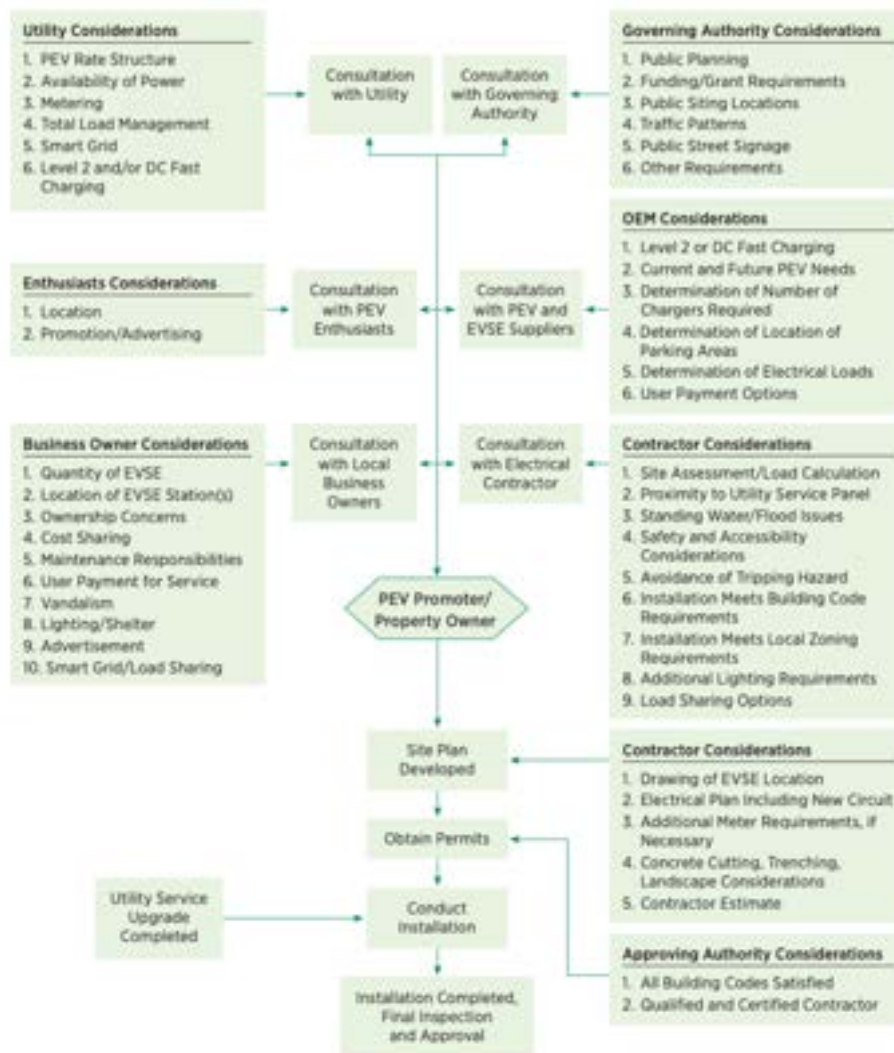 Utility Considerations
1. PEV Rate Structure
2. Availability of Power
3. Metering
4. Total Load Management
5. Smart Grid
6. Level 2 and/or DC Fast
Charging
Consultation
with Utility
Consultation
with Governing
Authority
Governing Authority Considerations
1. Public Planning
2. Funding/Grant Requirements
3. Public Siting Locations
4. Traffic Patterns
5. Public Street Signage
6. Other Requirements
Enthusiasts Considerations
1. Location
2. Promotion/Advertising
Consultation
with PEV
Enthusiasts
Consultation
with PEV and
EVSE Suppliers
OEM Considerations
1. Level 2 or DC Fast Charging
2. Current and Future PEV Needs
3. Determination of Number of
Chargers Required
4. Determination of Location of
Parking Areas
5. Determination of Electrical Loads
6. User Payment Options
Business Owner Considerations
1. Quantity of EVSE
2. Location of EVSE Station(s)
3. Ownership Concerns
4. Cost Sharing
5. Maintenance Responsibilities
6. User Payment for Service
7. Vandalism
8. Lighting/Shelter
9. Advertisement
10. Smart Grid/Load Sharing
Consultation
with Local
Business
Owners
Consultation
with Electrical
Contractor
Contractor Considerations
1. Site Assessment/Load Calculation
2. Proximity to Utility Service Panel
3. Standing Water/Flood Issues
4. Safety and Accessibility
Considerations
5. Avoidance of Tripping Hazard
6. Installation Meets Building Code
Requirements
7. Installation Meets Local Zoning
Requirements
8. Additional Lighting Requirements
9. Load Sharing Options
PEV Promoter/
Property Owner
Site Plan
Developed
Contractor Considerations
1. Drawing of EVSE Location
2. Electrical Plan Including New Circuit
3. Additional Meter Requirements, if
Necessary
4. Concrete Cutting, Trenching,
Landscape Considerations
5. Contractor Estimate
Obtain Permits
Utility Service
Upgrade
Completed
Conduct
Installation
Approving Authority Considerations
1. All Building Codes Satisfied
2. Qualified and Certified Contractor
Installation Completed,
Final Inspection
and Approval